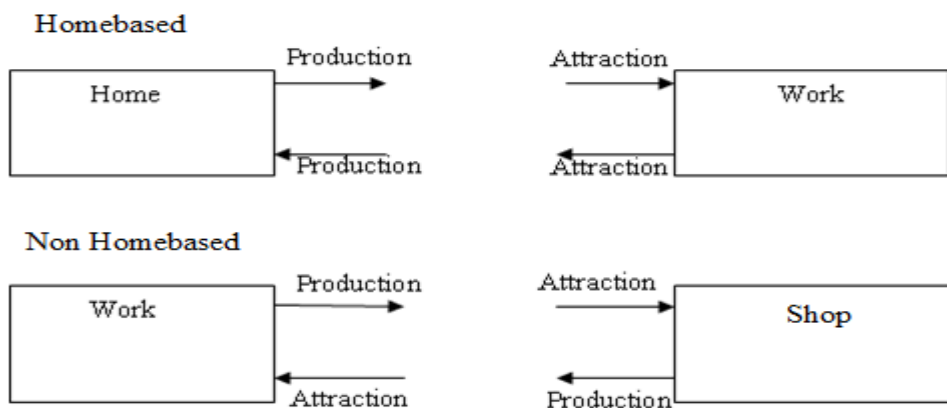 Homebased
Production Attraction
Home Work
Production Attraction
Non Homebased
Production Attraction
Work Shop
Attraction Production